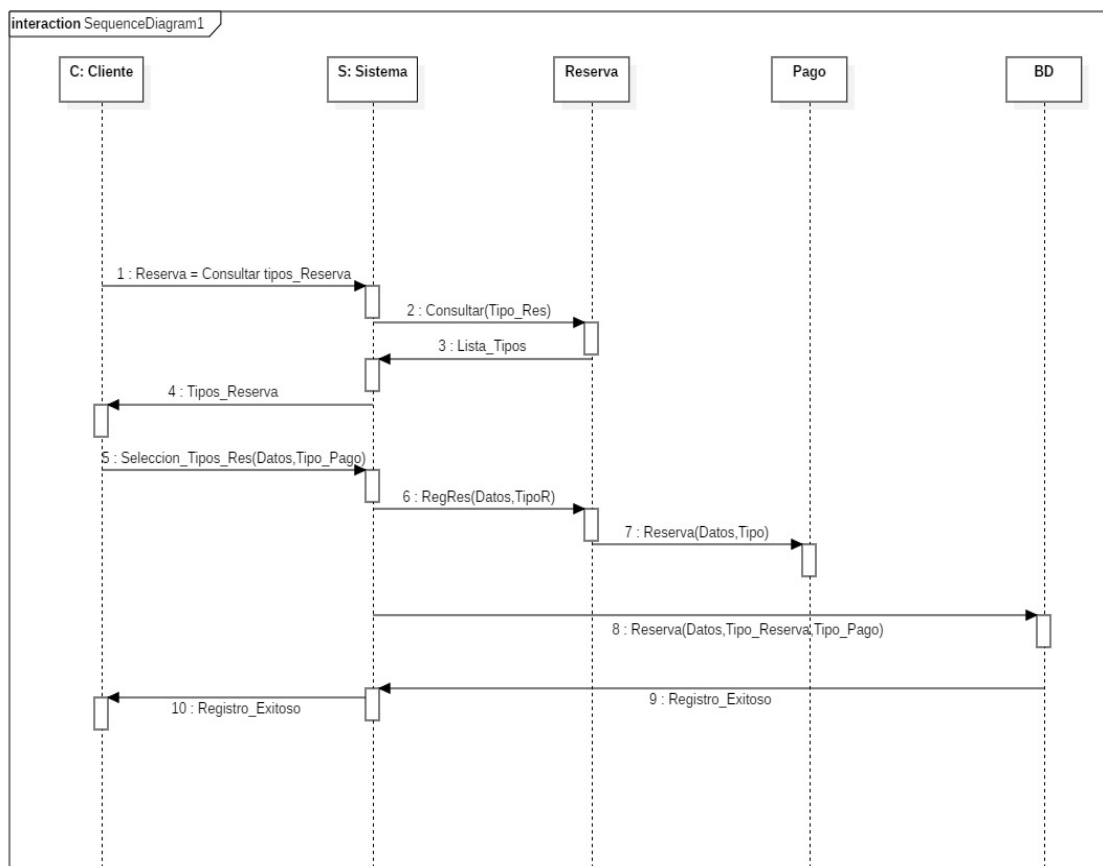 interaction SequenceDiagram1
C: Cliente
S: Sistema
Reserva
Pago
BD
1 : Reserva = Consultar tipos_Reserva
2 : Consultar(Tipo_Res)
3 : Lista_Tipos
4 : Tipos_Reserva
5 : Seleccion_Tipos_Res(Datos,Tipo_Pago)
6 : RegRes(Datos,TipoR)
7 : Reserva(Datos,Tipo)
8 : Reserva(Datos,Tipo_Reserva,Tipo_Pago)
9 : Registro_Exitoso
10 : Registro_Exitoso